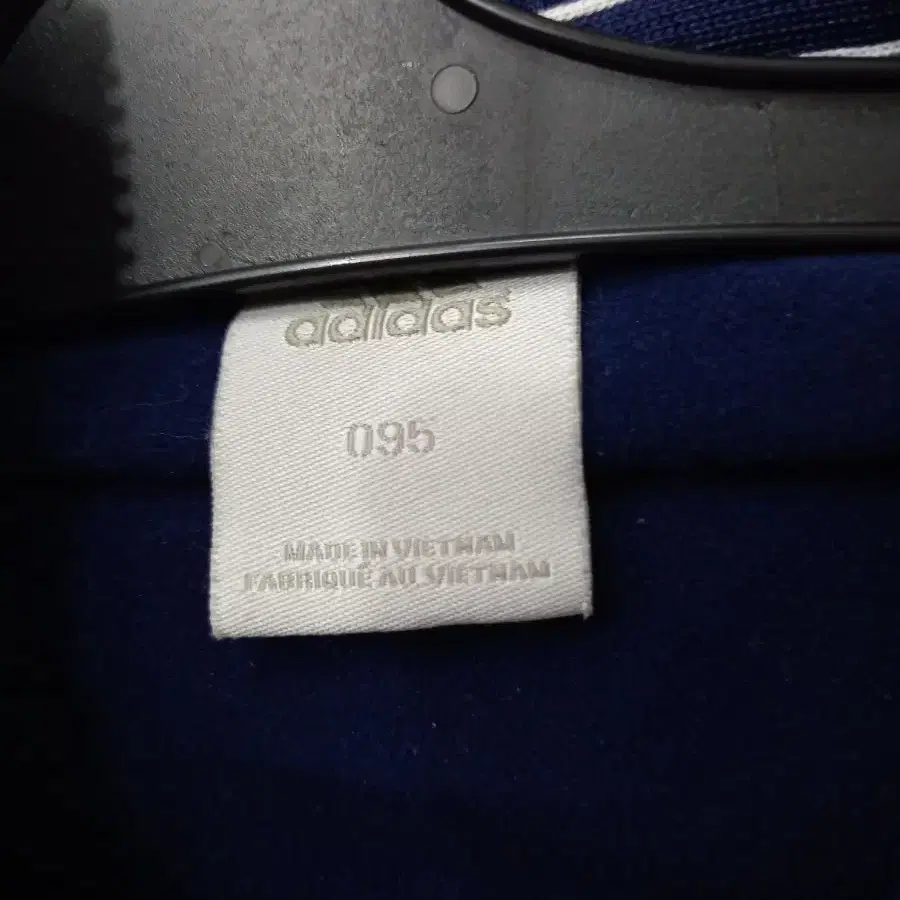 adidas
095
MADE IN VIETNAM
FABRIQUÉ AU VIETNAM